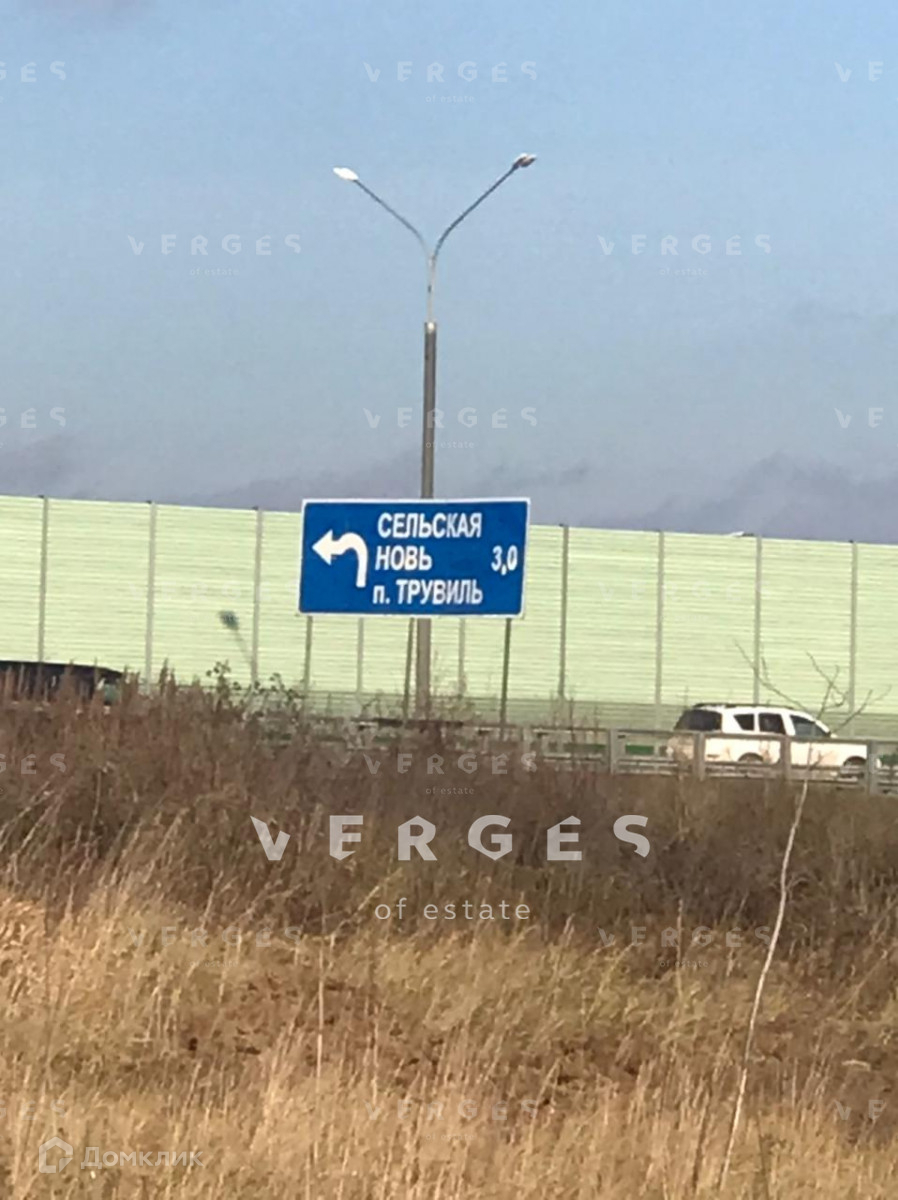 СЕЛЬСКАЯ
НОВЬ 3,0
п. ТРУВИЛЬ
VERGES
of estate
Домклик